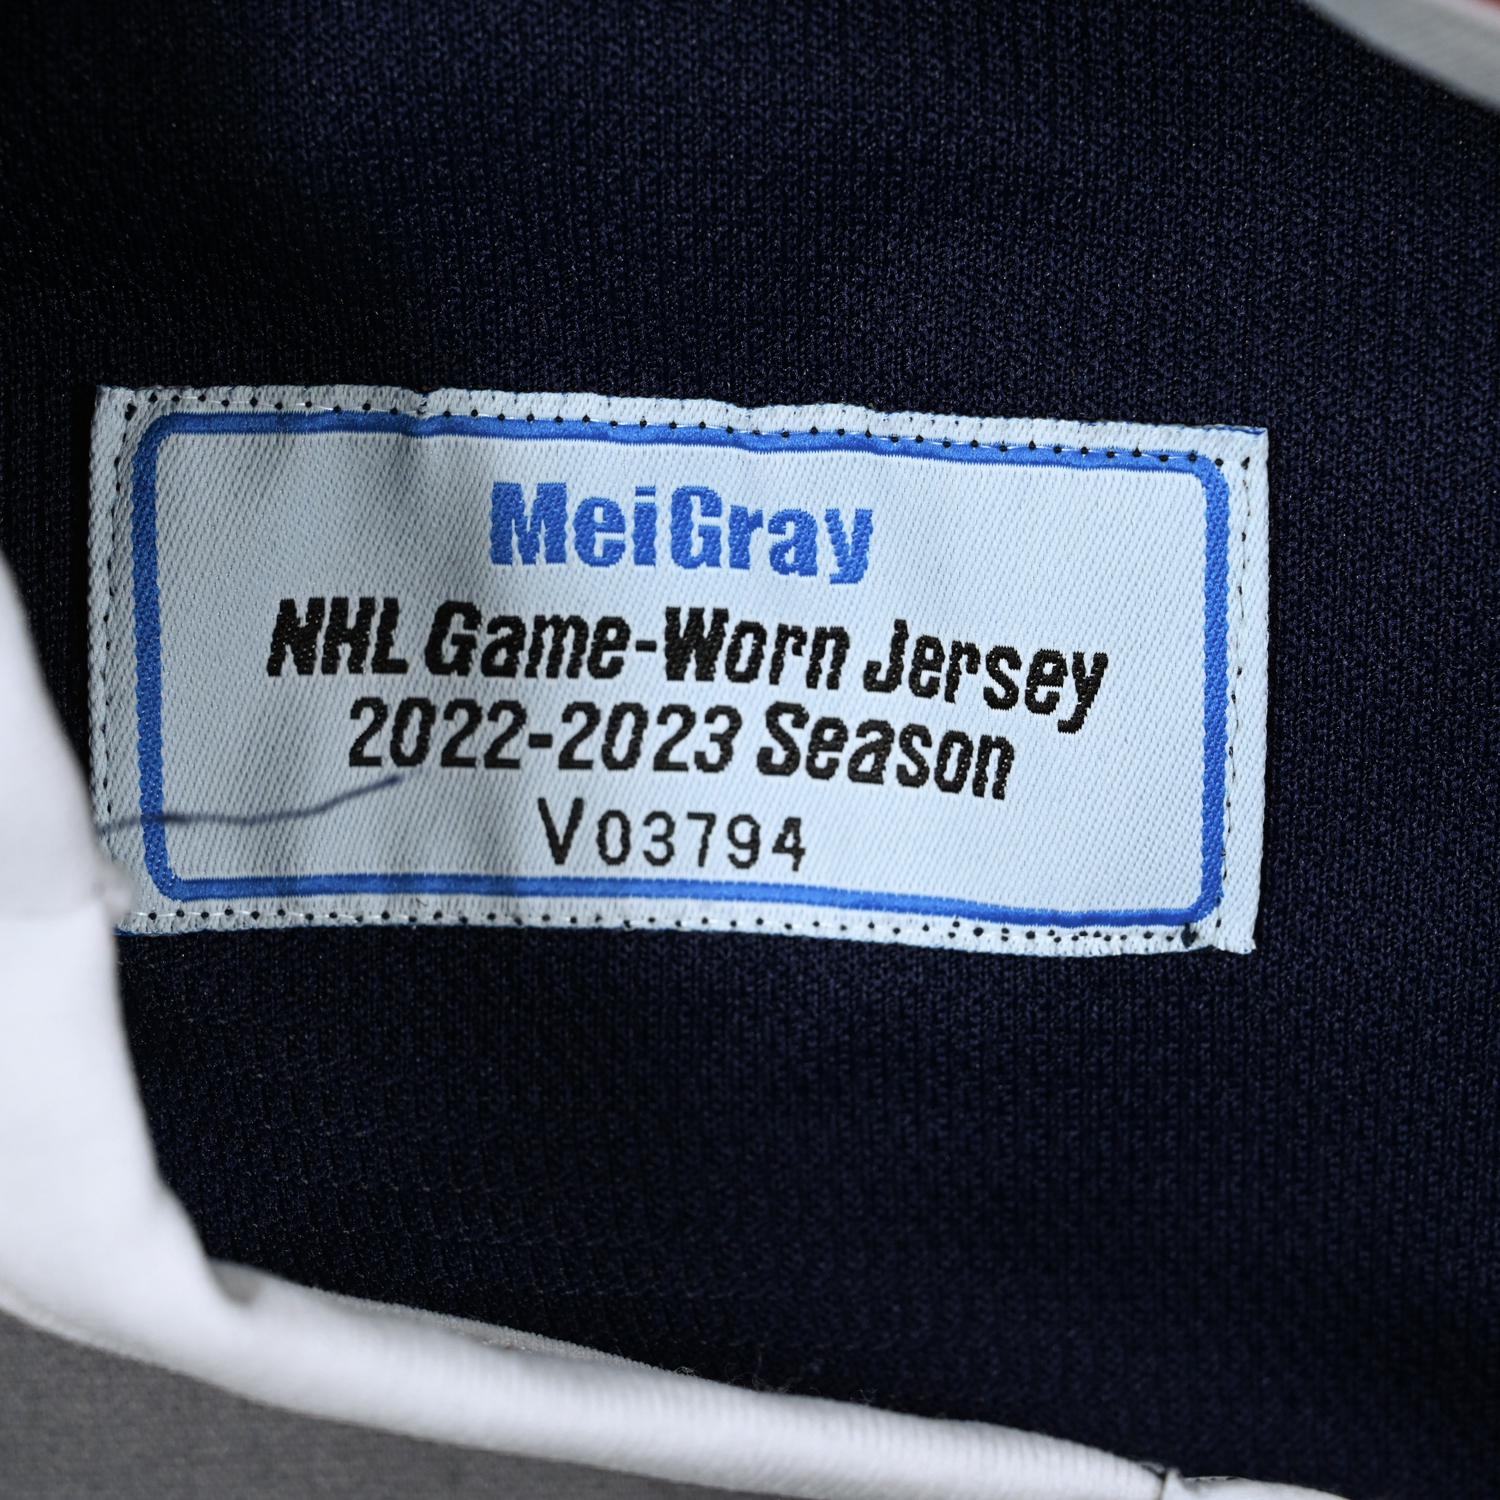 MeiGray
NHL Game-Worn Jersey
2022-2023 Season
V03794